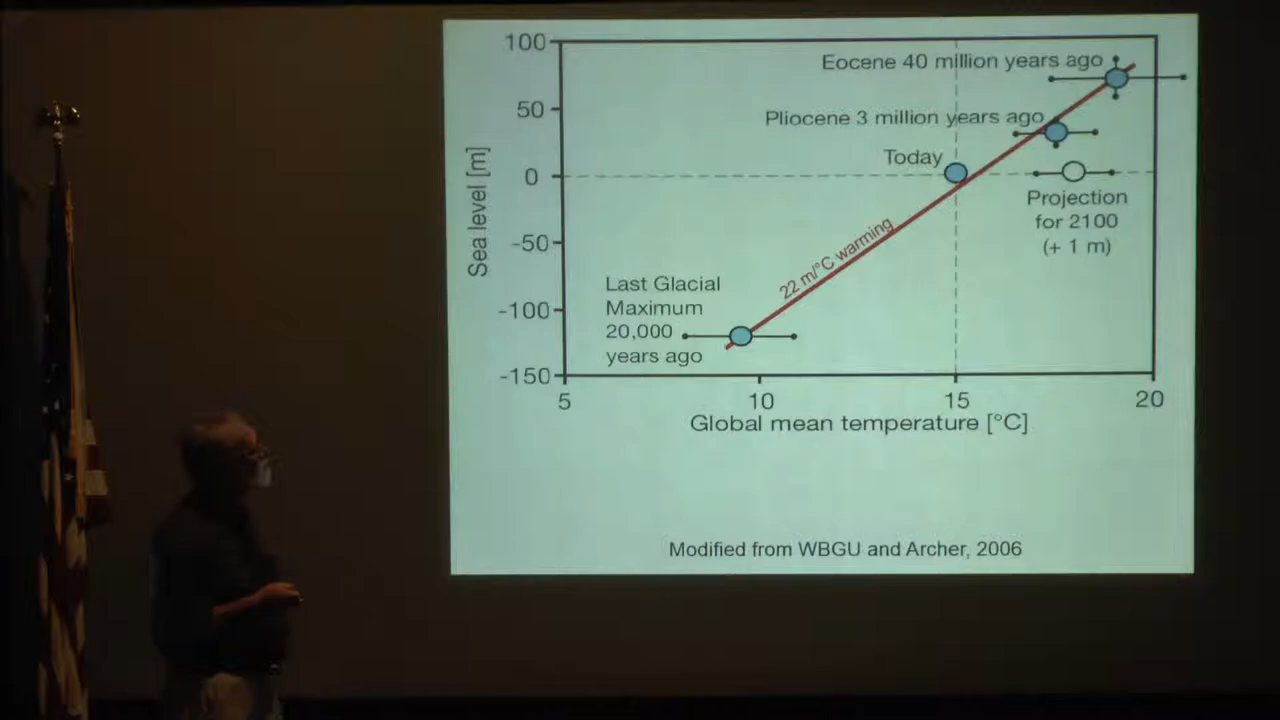 100
50
0
-50
-100
-150
Sea level [m]
Eocene 40 million years ago
Pliocene 3 million years ago
Today
Projection
for 2100
(+ 1 m)
22 m/°C warming
Last Glacial
Maximum
20,000
years ago
5 10 15 20
Global mean temperature [°C]
Modified from WBGU and Archer, 2006